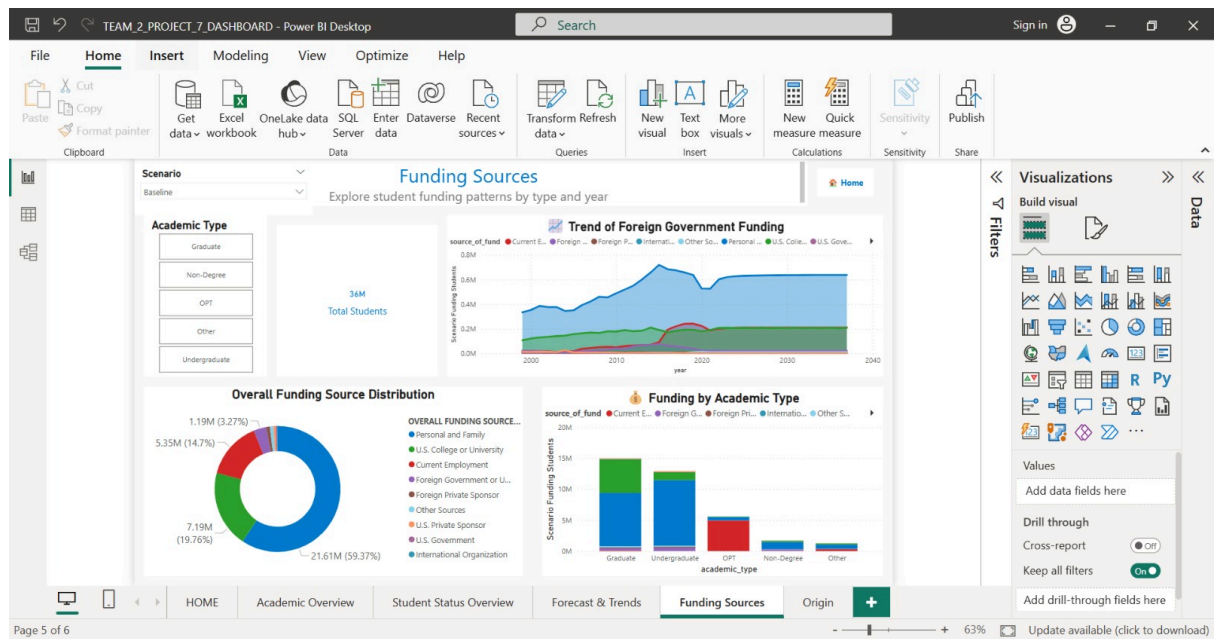 TEAM_2_PROJECT_7_DASHBOARD - Power BI Desktop
Search
Sign in
File
Home
Insert
Modeling
View
Optimize
Help
Paste
Cut
Copy
Format painter
Clipboard
Get data
Excel workbook
OneLake data hub
SQL Server
Enter data
Dataverse
Recent sources
Data
Transform data
Refresh
Queries
New visual
Text box
More visuals
Insert
New measure
Quick measure
Calculations
Sensitivity
Sensitivity
Publish
Share
Scenario
Baseline
Funding Sources
Explore student funding patterns by type and year
Home
Academic Type
Graduate
Non-Degree
OPT
Other
Undergraduate
36M
Total Students
Trend of Foreign Government Funding
source_of_fund Current E... Foreign ... Foreign P... Internati... Other So... Personal ... U.S. Colle... U.S. Gove...
Scenario Funding Students
0.8M
0.6M
0.4M
0.2M
0.0M
2000 2010 2020 2030 2040
year
Overall Funding Source Distribution
1.19M (3.27%)
5.35M (14.7%)
7.19M
(19.76%)
21.61M (59.37%)
OVERALL FUNDING SOURCE...
Personal and Family
U.S. College or University
Current Employment
Foreign Government or U...
Foreign Private Sponsor
Other Sources
U.S. Private Sponsor
U.S. Government
International Organization
Funding by Academic Type
source_of_fund Current E... Foreign G... Foreign Pri... Internatio... Other S...
Scenario Funding Students
20M
15M
10M
5M
0M
Graduate Undergraduate OPT Non-Degree Other
academic_type
Filters
Visualizations
Build visual
123
R Py
123
Values
Add data fields here
Drill through
Cross-report
Off
Keep all filters
On
Add drill-through fields here
Data
HOME
Academic Overview
Student Status Overview
Forecast & Trends
Funding Sources
Origin
Page 5 of 6
63%
Update available (click to download)